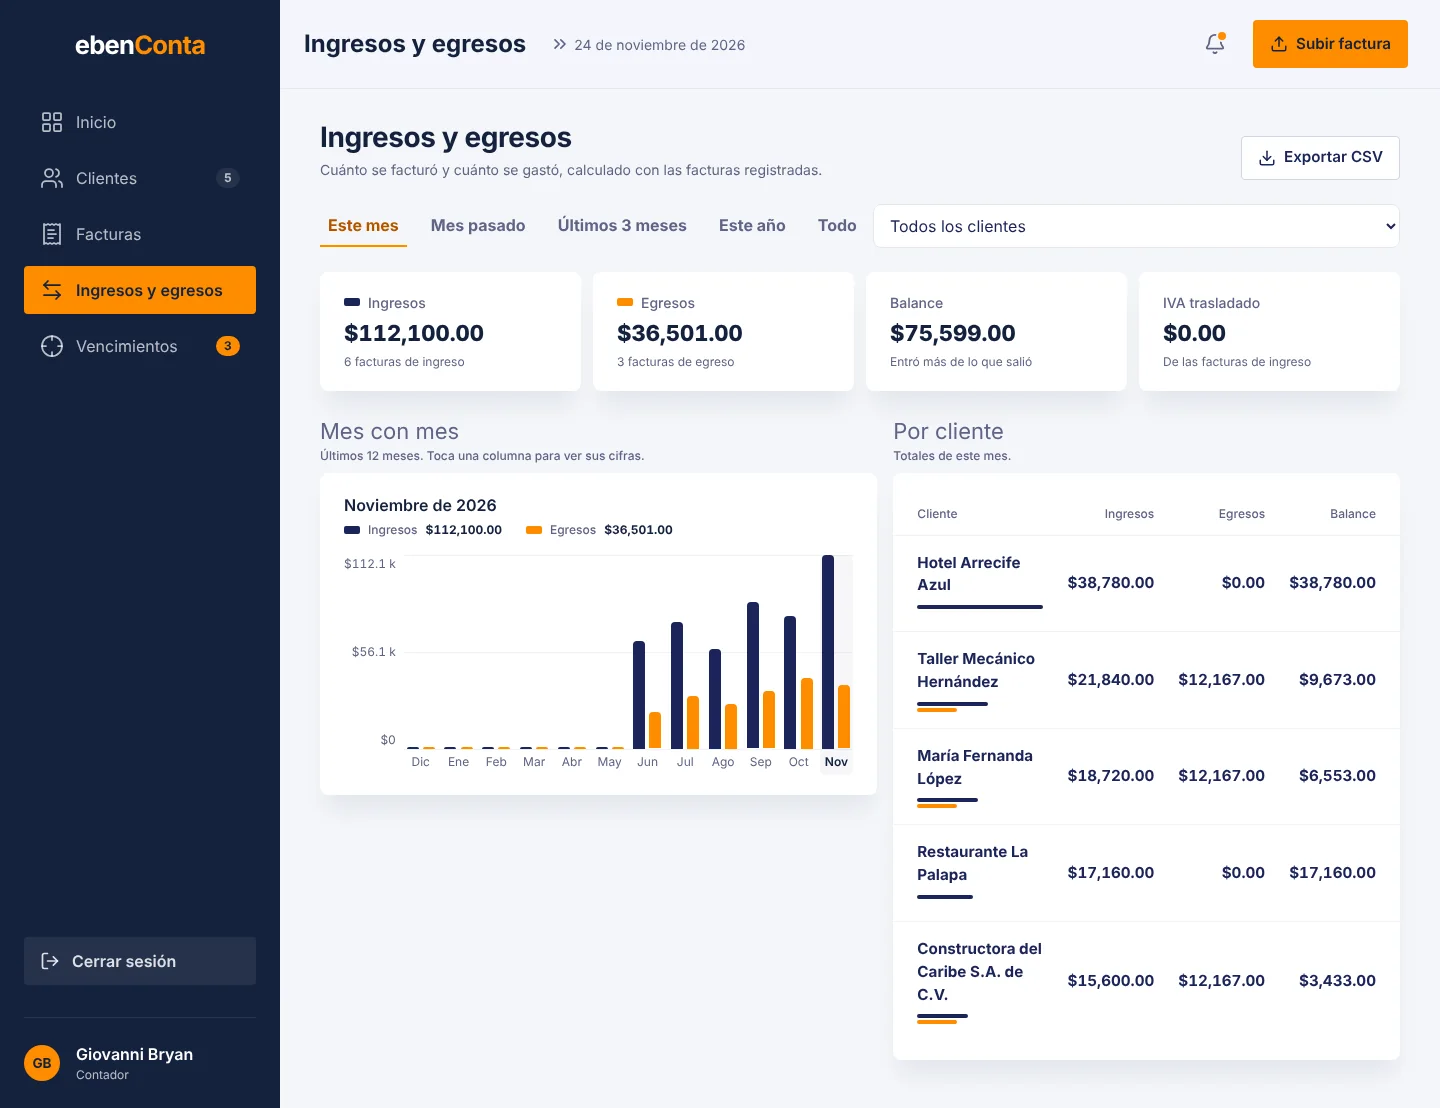 ebenConta
Inicio
Clientes 5
Facturas
Ingresos y egresos
Vencimientos 3
Cerrar sesión
GB
Giovanni Bryan
Contador
Ingresos y egresos
24 de noviembre de 2026
Subir factura
Ingresos y egresos
Cuánto se facturó y cuánto se gastó, calculado con las facturas registradas.
Exportar CSV
Este mes Mes pasado Últimos 3 meses Este año Todo
Todos los clientes
Ingresos
$112,100.00
6 facturas de ingreso
Egresos
$36,501.00
3 facturas de egreso
Balance
$75,599.00
Entró más de lo que salió
IVA trasladado
$0.00
De las facturas de ingreso
Mes con mes
Últimos 12 meses. Toca una columna para ver sus cifras.
Noviembre de 2026
Ingresos $112,100.00 Egresos $36,501.00
$112.1 k
$56.1 k
$0
Dic Ene Feb Mar Abr May Jun Jul Ago Sep Oct Nov
Por cliente
Totales de este mes.
Cliente Ingresos Egresos Balance
Hotel Arrecife
Azul
$38,780.00 $0.00 $38,780.00
Taller Mecánico
Hernández
$21,840.00 $12,167.00 $9,673.00
María Fernanda
López
$18,720.00 $12,167.00 $6,553.00
Restaurante La
Palapa
$17,160.00 $0.00 $17,160.00
Constructora del
Caribe S.A. de
C.V.
$15,600.00 $12,167.00 $3,433.00